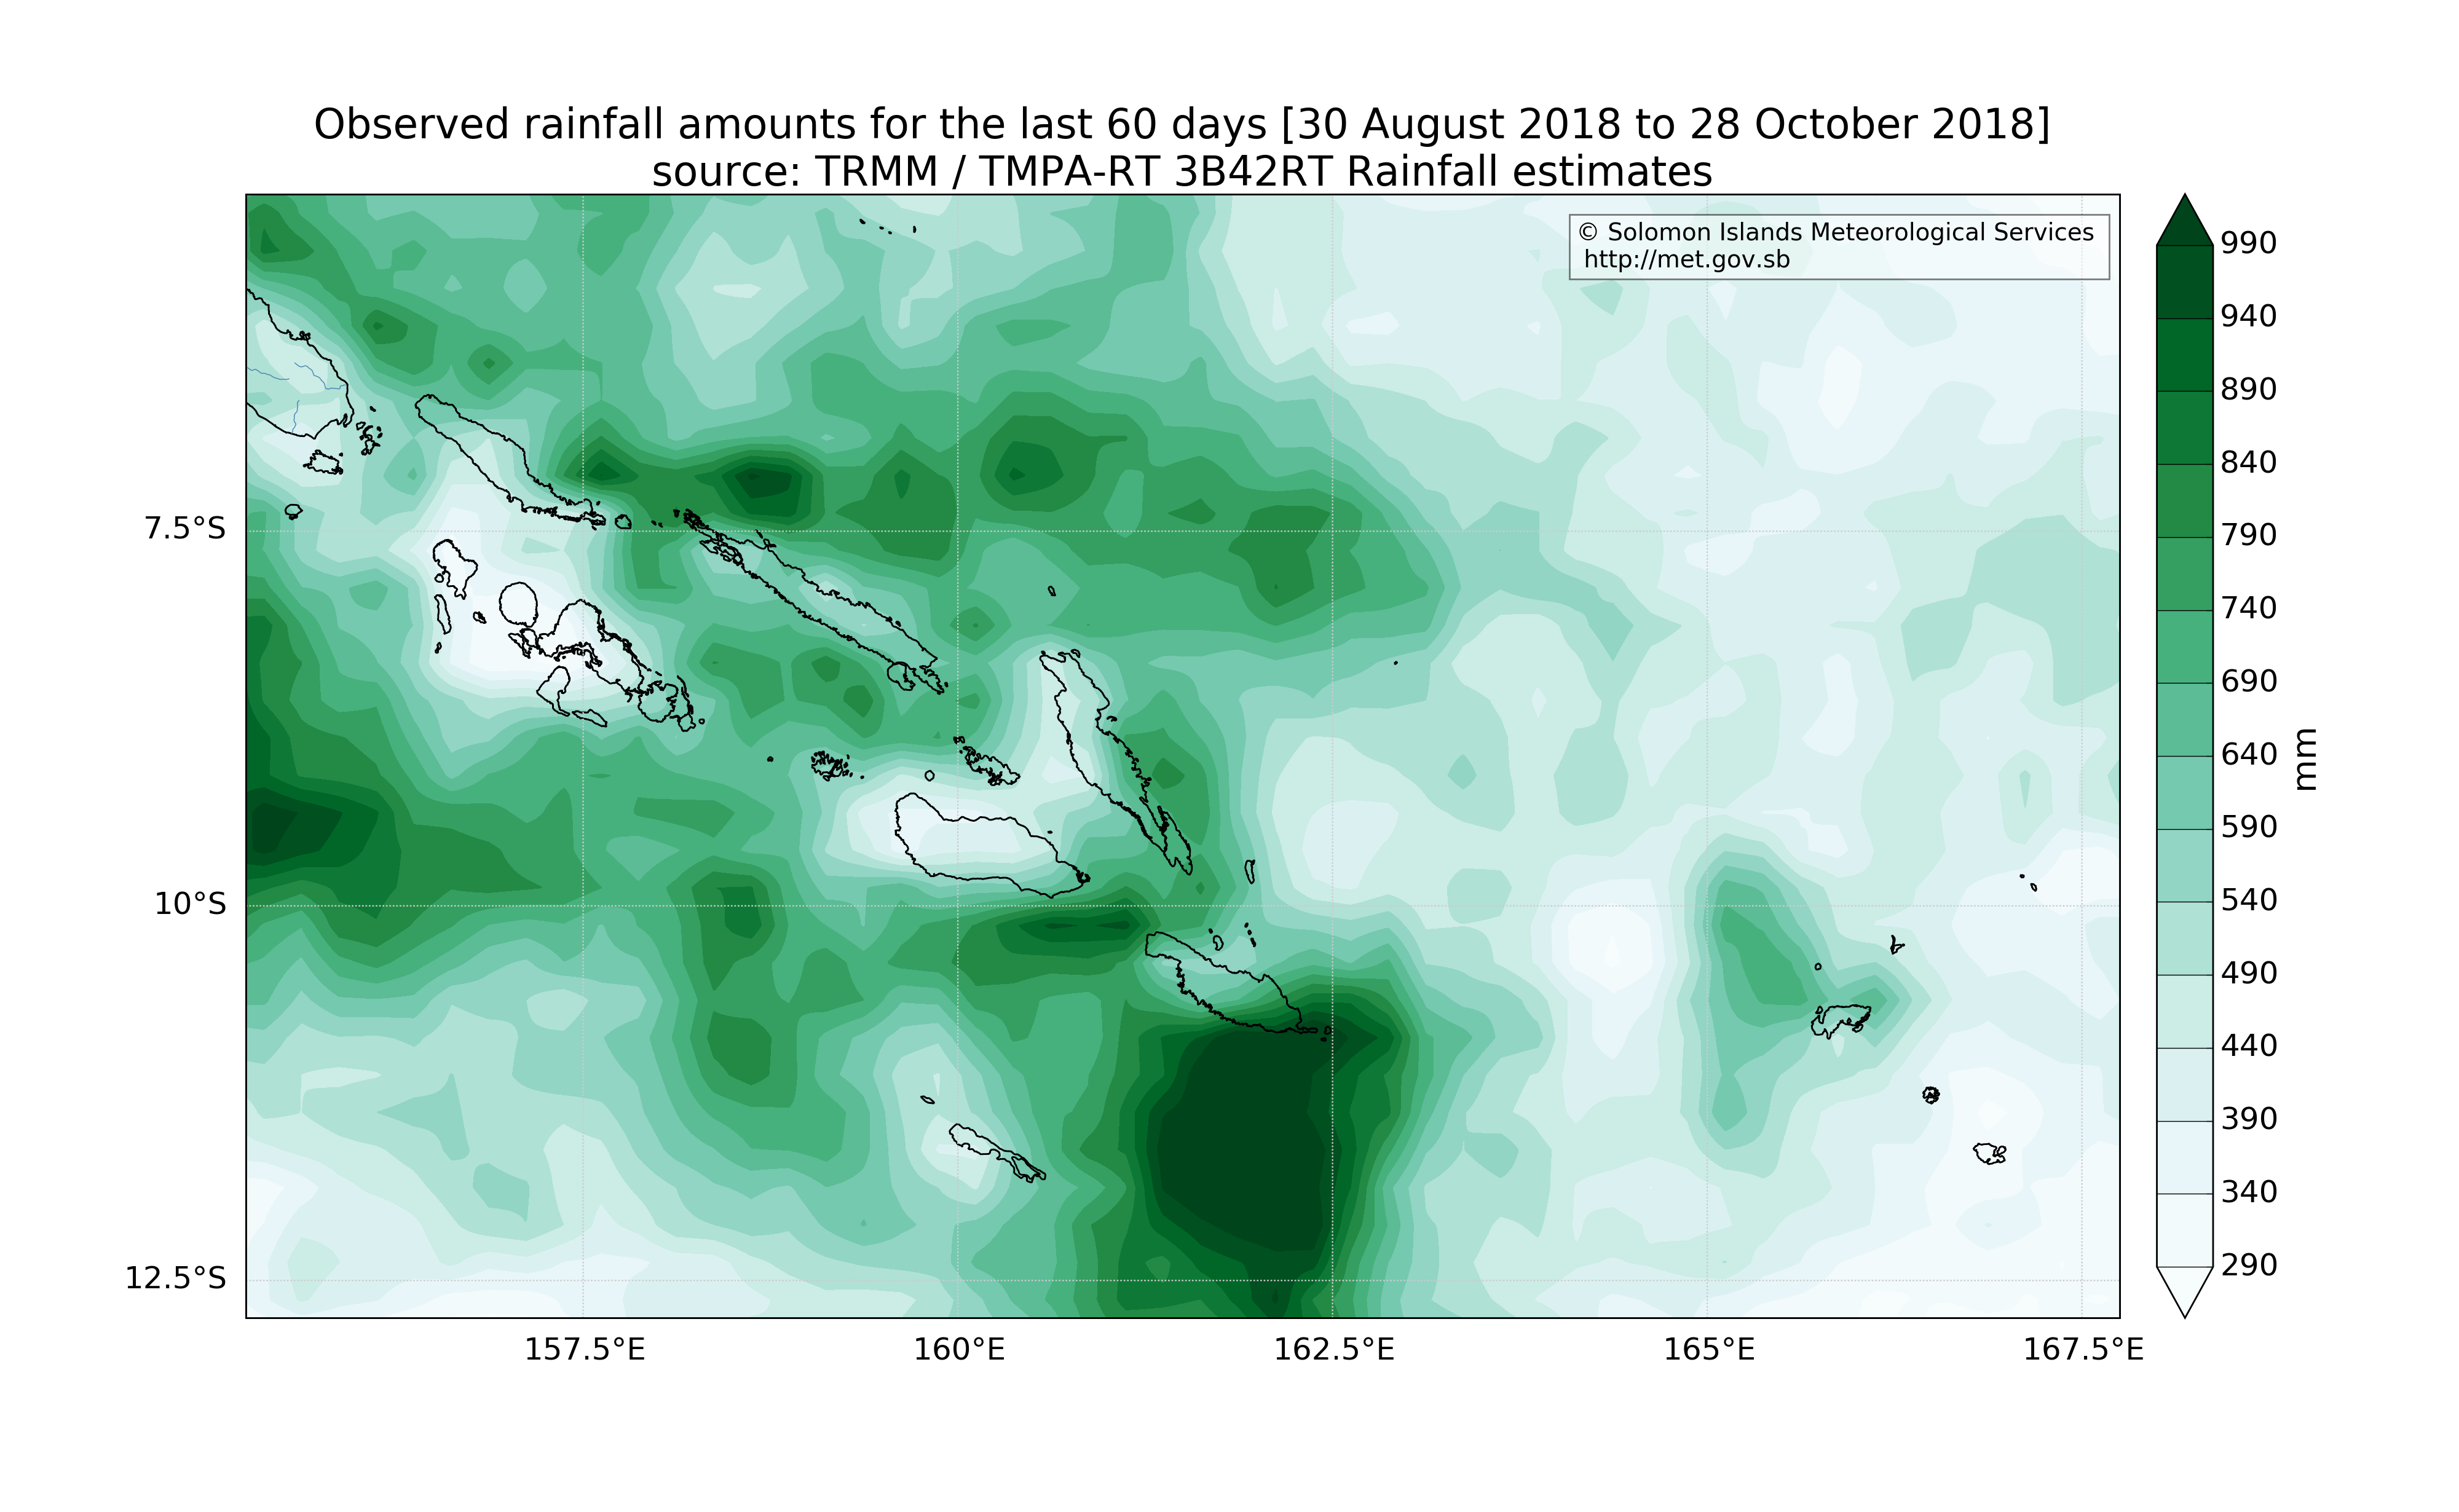 Observed rainfall amounts for the last 60 days [30 August 2018 to 28 October 2018]
source: TRMM / TMPA-RT 3B42RT Rainfall estimates
© Solomon Islands Meteorological Services
http://met.gov.sb
7.5°S
10°S
12.5°S
157.5°E
160°E
162.5°E
165°E
167.5°E
990
940
890
840
790
740
690
640
590
540
490
440
390
340
290
mm